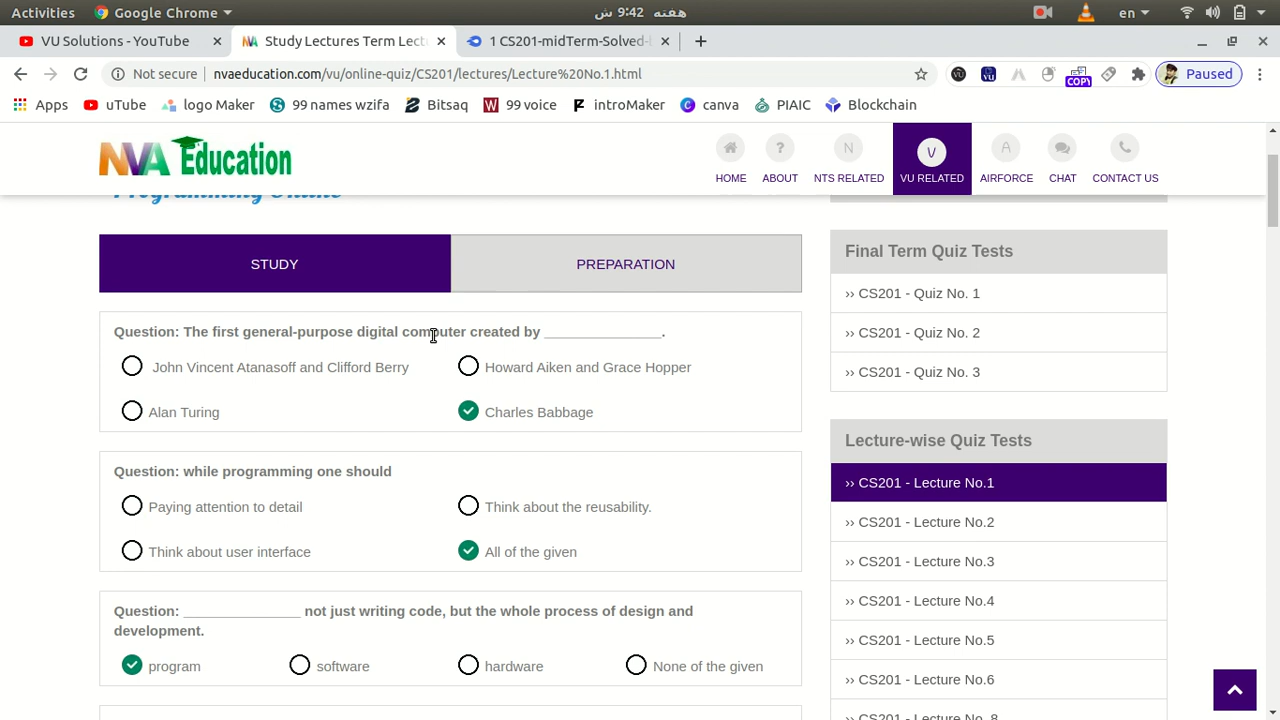 Activities Google Chrome هفته 9:42 ش en
VU Solutions - YouTube Study Lectures Term Lect 1 CS201-midTerm-Solved-
Not secure nvaeducation.com/vu/online-quiz/CS201/lectures/Lecture%20No.1.html COPY Paused
Apps uTube logo Maker 99 names wzifa Bitsaq 99 voice introMaker canva PIAIC Blockchain
NVA Education
N V A
HOME ABOUT NTS RELATED VU RELATED AIRFORCE CHAT CONTACT US
Programming Online
STUDY PREPARATION
Question: The first general-purpose digital computer created by ______________.
John Vincent Atanasoff and Clifford Berry Howard Aiken and Grace Hopper
Alan Turing Charles Babbage
Question: while programming one should
Paying attention to detail Think about the reusability.
Think about user interface All of the given
Question: ______________ not just writing code, but the whole process of design and
development.
program software hardware None of the given
Final Term Quiz Tests
›› CS201 - Quiz No. 1
›› CS201 - Quiz No. 2
›› CS201 - Quiz No. 3
Lecture-wise Quiz Tests
›› CS201 - Lecture No.1
›› CS201 - Lecture No.2
›› CS201 - Lecture No.3
›› CS201 - Lecture No.4
›› CS201 - Lecture No.5
›› CS201 - Lecture No.6
›› CS201 - Lecture No. 8